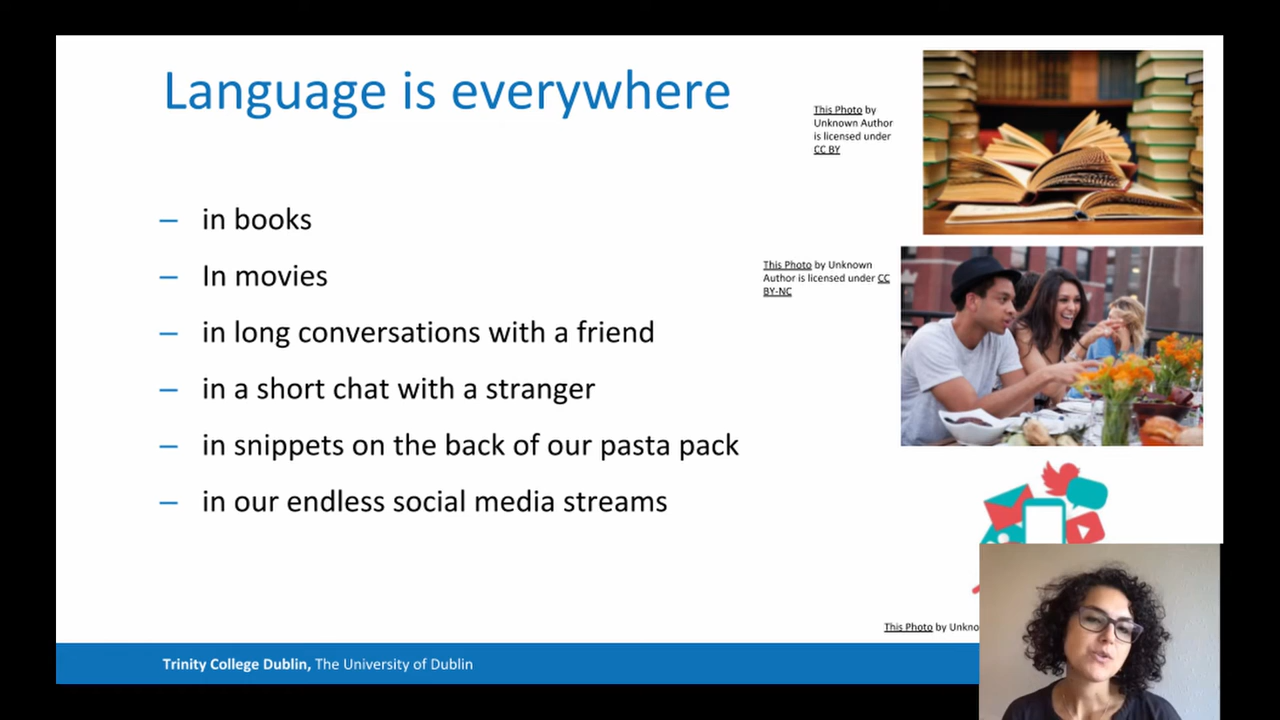 Language is everywhere
This Photo by
Unknown Author
is licensed under
CC BY
– in books
– In movies
– in long conversations with a friend
– in a short chat with a stranger
– in snippets on the back of our pasta pack
– in our endless social media streams
This Photo by Unknown
Author is licensed under CC
BY-NC
This Photo by
Trinity College Dublin, The University of Dublin